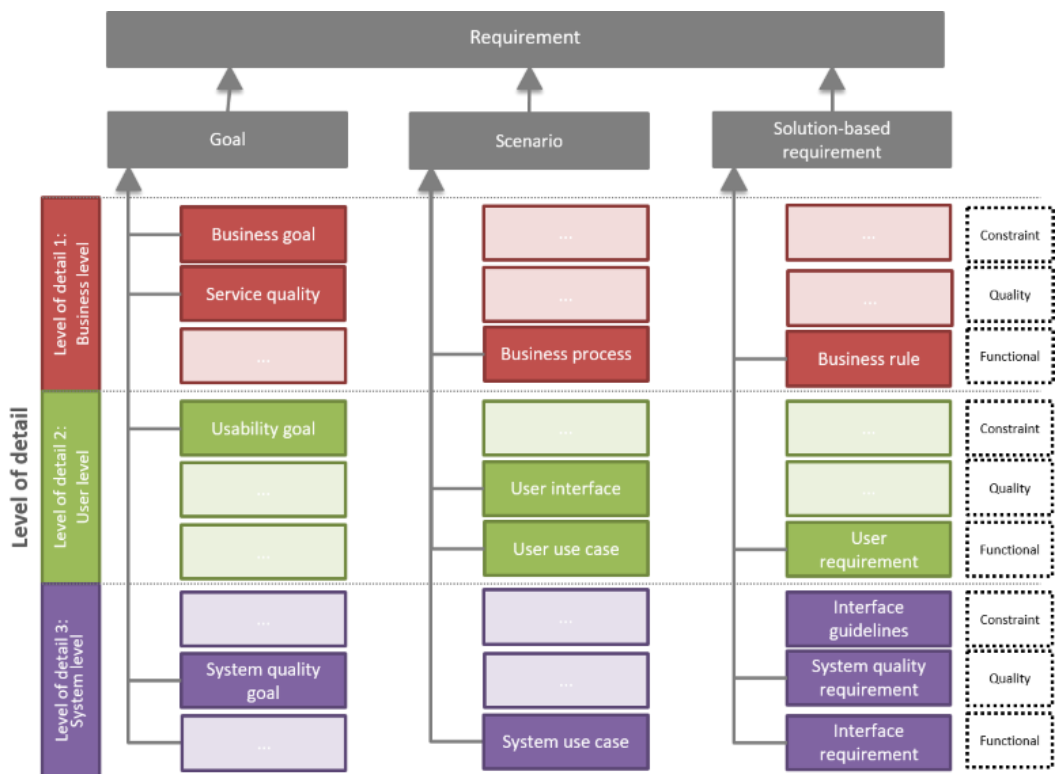 Requirement
Goal
Scenario
Solution-based
requirement
Level of detail
Level of detail 1:
Business level
Business goal
...
...
Constraint
Service quality
...
...
Quality
...
Business process
Business rule
Functional
Level of detail 2:
User level
Usability goal
...
...
Constraint
...
User interface
...
Quality
...
User use case
User
requirement
Functional
Level of detail 3:
System level
...
...
Interface
guidelines
Constraint
System quality
goal
...
System quality
requirement
Quality
...
System use case
Interface
requirement
Functional